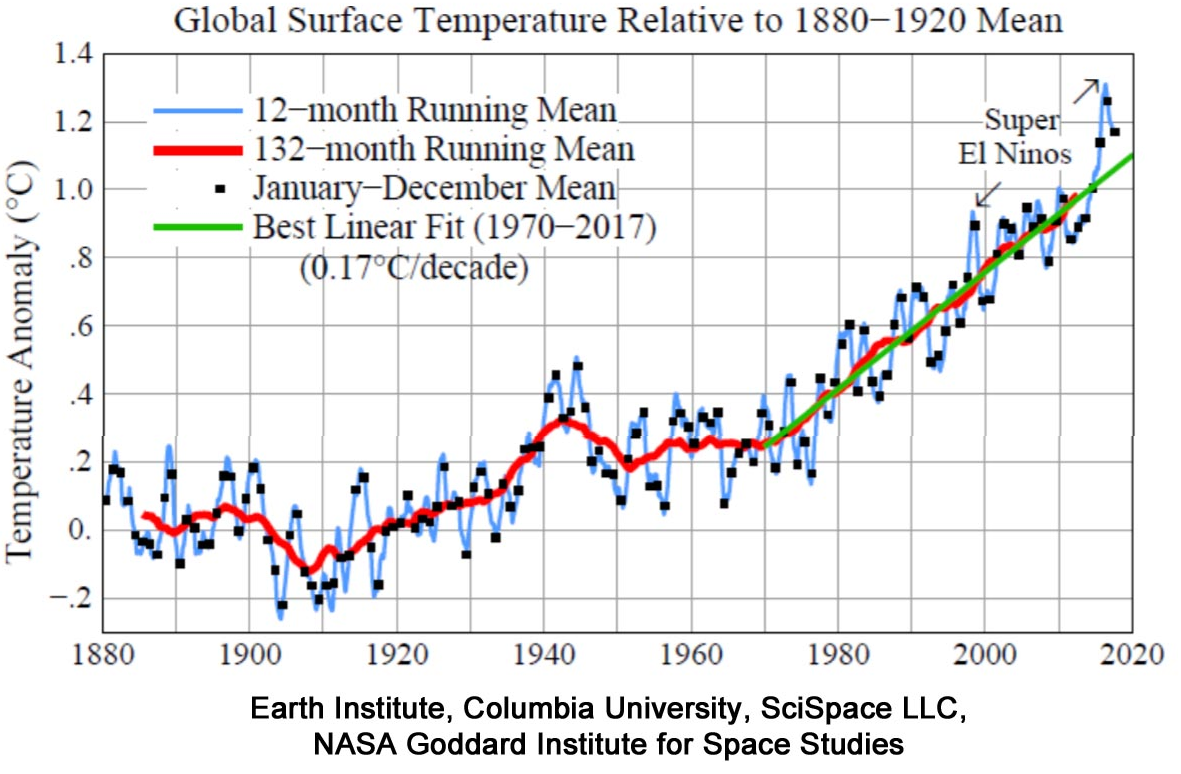 Global Surface Temperature Relative to 1880−1920 Mean
1.4
1.2
1.0
.8
.6
.4
.2
0.
−.2
Temperature Anomaly (°C)
12−month Running Mean
132−month Running Mean
January−December Mean
Best Linear Fit (1970−2017)
(0.17°C/decade)
Super
El Ninos
1880
1900
1920
1940
1960
1980
2000
2020
Earth Institute, Columbia University, SciSpace LLC,
NASA Goddard Institute for Space Studies